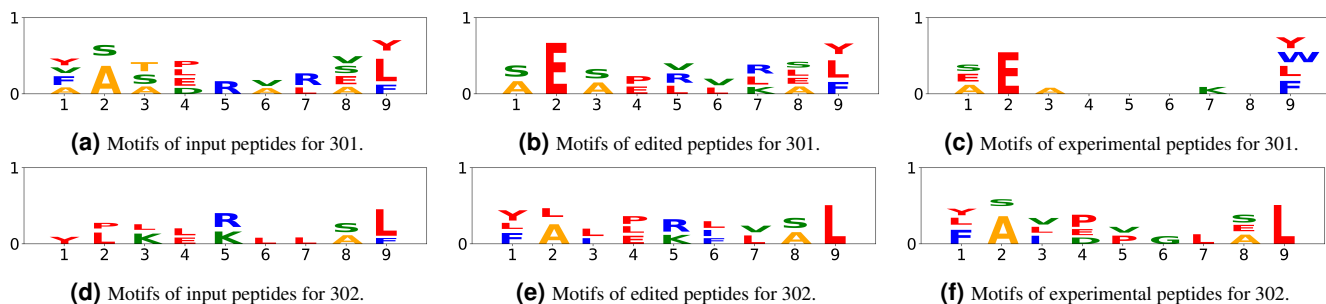 1
0
Y V F A
S A
T S A
P L E D
R
V A
R L
V S E A
Y L F
1 2 3 4 5 6 7 8 9
(a) Motifs of input peptides for 301.
1
0
S A
E
S A
P E
V R L
V L
R L K
S L A
Y L F
1 2 3 4 5 6 7 8 9
(b) Motifs of edited peptides for 301.
1
0
S E A
E
A
K
Y W L F
1 2 3 4 5 6 7 8 9
(c) Motifs of experimental peptides for 301.
1
0
Y
P L
L K
L E
R K
L
L
S A
L F
1 2 3 4 5 6 7 8 9
(d) Motifs of input peptides for 302.
1
0
Y L F
L A
L I
P L E
R K
L I F
V L
S A
L
1 2 3 4 5 6 7 8 9
(e) Motifs of edited peptides for 302.
1
0
Y L F
S A
V L I
P E D
V P
G
L
S E A
L
1 2 3 4 5 6 7 8 9
(f) Motifs of experimental peptides for 302.